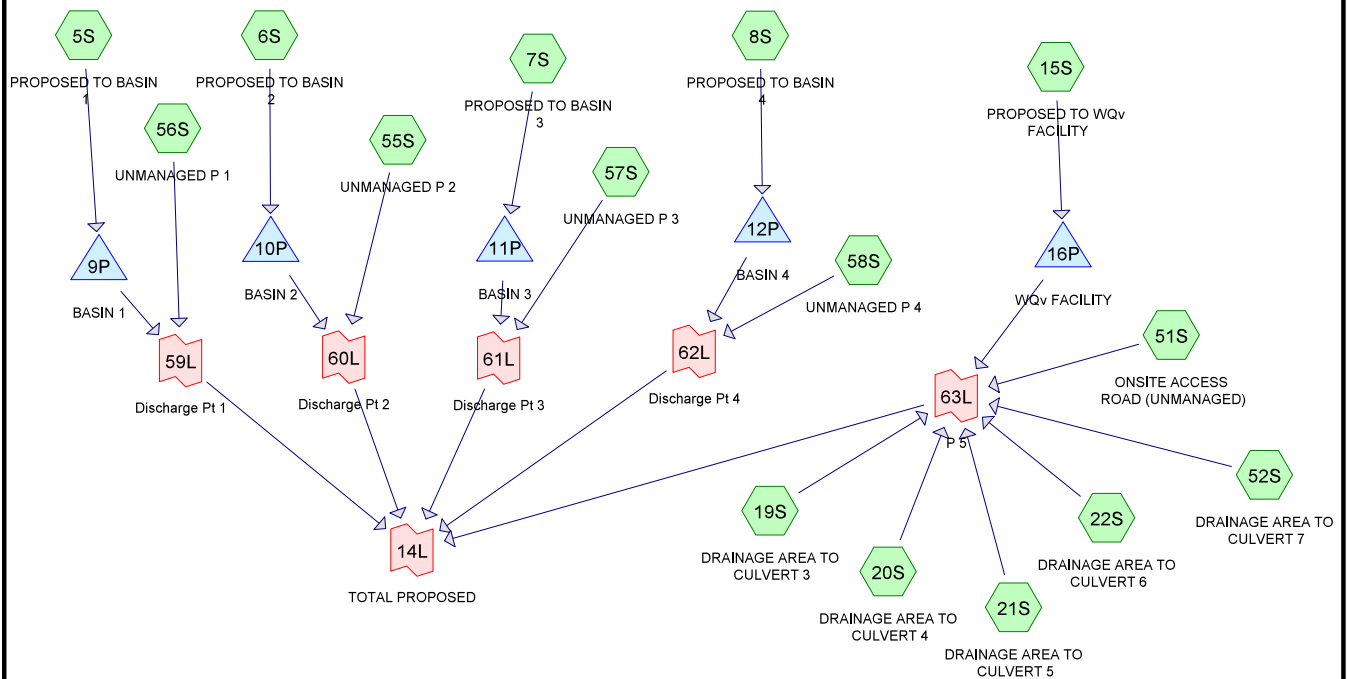 5S
PROPOSED TO BASIN
1
6S
PROPOSED TO BASIN
2
7S
PROPOSED TO BASIN
3
8S
PROPOSED TO BASIN
4
15S
PROPOSED TO WQv
FACILITY
56S
UNMANAGED P 1
55S
UNMANAGED P 2
57S
UNMANAGED P 3
58S
UNMANAGED P 4
9P
BASIN 1
10P
BASIN 2
11P
BASIN 3
12P
BASIN 4
16P
WQv FACILITY
59L
Discharge Pt 1
60L
Discharge Pt 2
61L
Discharge Pt 3
62L
Discharge Pt 4
63L
P 5
51S
ONSITE ACCESS
ROAD (UNMANAGED)
52S
DRAINAGE AREA TO
CULVERT 7
19S
DRAINAGE AREA TO
CULVERT 3
20S
DRAINAGE AREA TO
CULVERT 4
21S
DRAINAGE AREA TO
CULVERT 5
22S
DRAINAGE AREA TO
CULVERT 6
14L
TOTAL PROPOSED